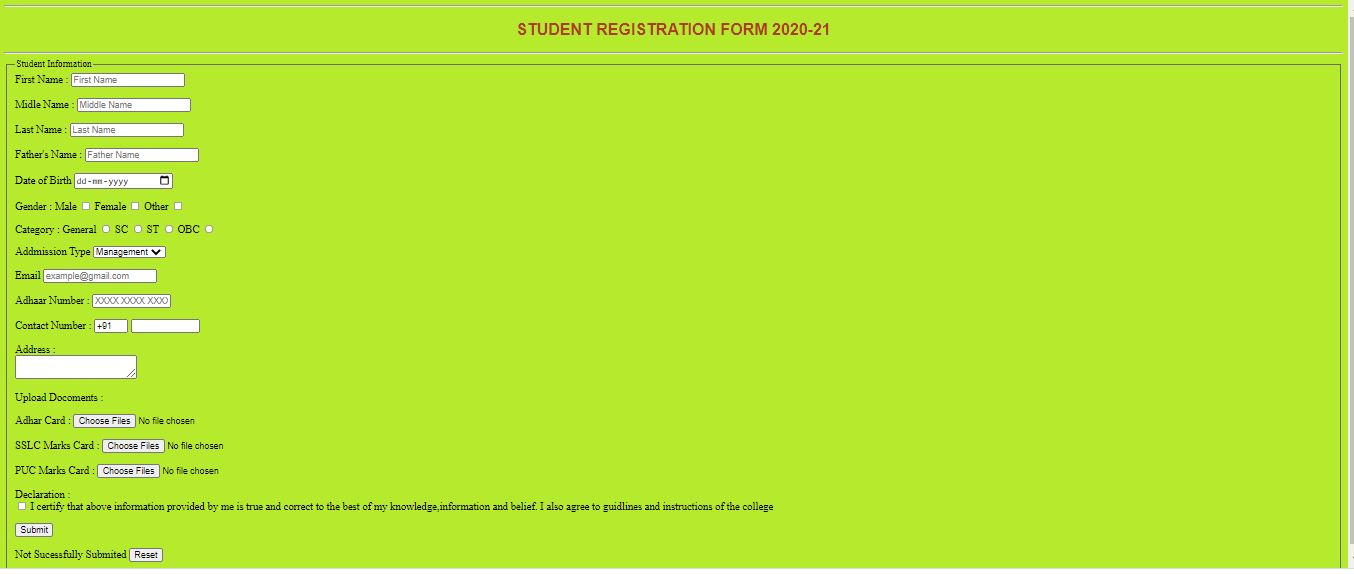 STUDENT REGISTRATION FORM 2020-21
Student Information
First Name : First Name
Midle Name : Middle Name
Last Name : Last Name
Father's Name : Father Name
Date of Birth dd-mm-yyyy
Gender : Male Female Other
Category : General SC ST OBC
Addmission Type Management
Email example@gmail.com
Adhaar Number : XXXX XXXX XXXX
Contact Number : +91
Address :
Upload Docoments :
Adhar Card : Choose Files No file chosen
SSLC Marks Card : Choose Files No file chosen
PUC Marks Card : Choose Files No file chosen
Declaration :
I certify that above information provided by me is true and correct to the best of my knowledge,information and belief. I also agree to guidlines and instructions of the college
Submit
Not Sucessfully Submited Reset